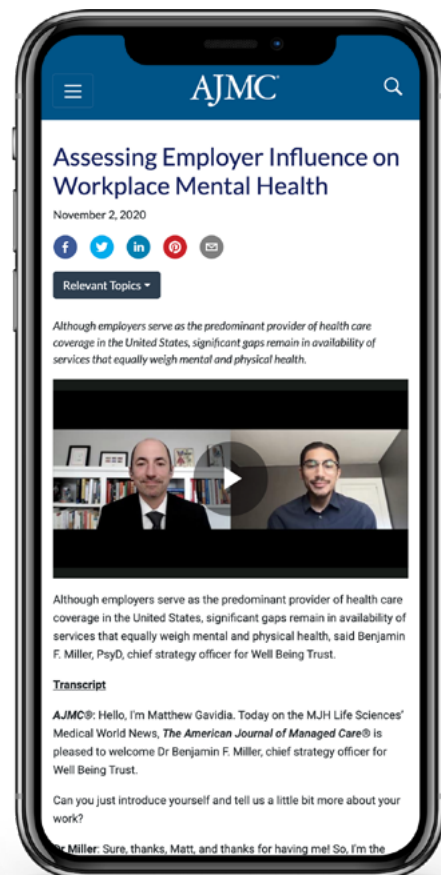 AJMC®
Assessing Employer Influence on
Workplace Mental Health
November 2, 2020
Relevant Topics
Although employers serve as the predominant provider of health care
coverage in the United States, significant gaps remain in availability of
services that equally weigh mental and physical health.
Although employers serve as the predominant provider of health care
coverage in the United States, significant gaps remain in availability of
services that equally weigh mental and physical health, said Benjamin
F. Miller, PsyD, chief strategy officer for Well Being Trust.
Transcript
AJMC®: Hello, I'm Matthew Gavidia. Today on the MJH Life Sciences'
Medical World News, The American Journal of Managed Care® is
pleased to welcome Dr Benjamin F. Miller, chief strategy officer for
Well Being Trust.
Can you just introduce yourself and tell us a little bit more about your
work?
Dr Miller: Sure, thanks, Matt, and thanks for having me! So, I'm the